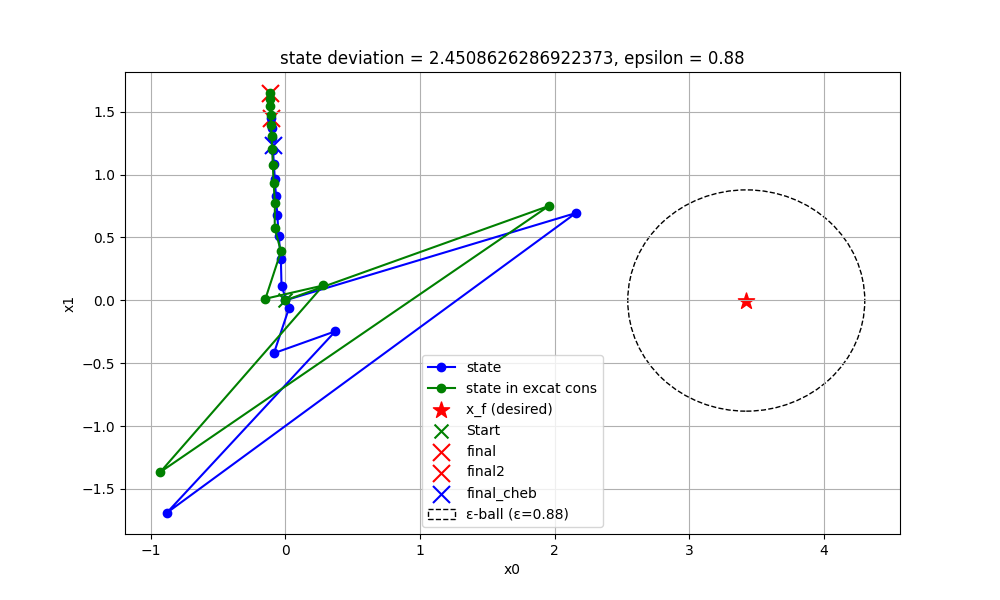 state deviation = 2.4508626286922373, epsilon = 0.88
x1
1.5
1.0
0.5
0.0
−0.5
−1.0
−1.5
state
state in excat cons
x_f (desired)
Start
final
final2
final_cheb
ε-ball (ε=0.88)
−1
0
1
2
3
4
x0